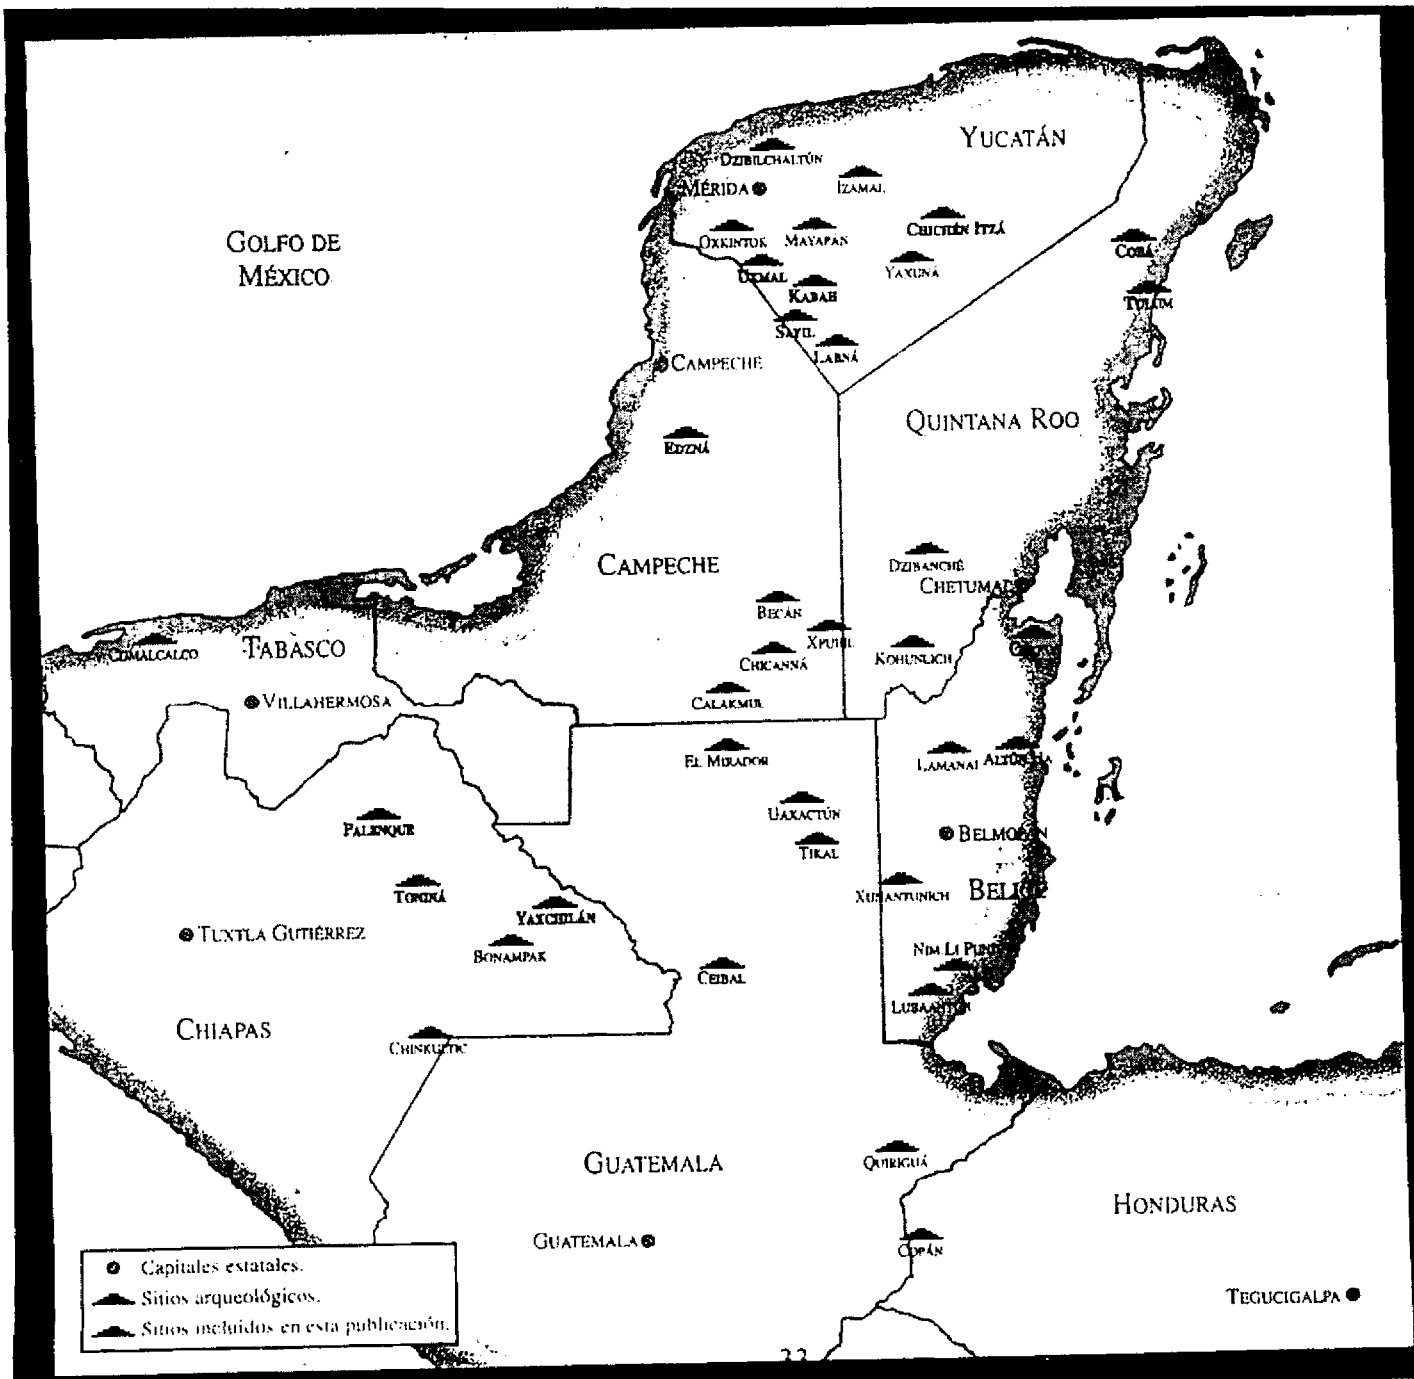 YUCATÁN
DZIBILCHALTÚN
MÉRIDA
IZAMAL
GOLFO DE
MÉXICO
OXKINTOK
MAYAPÁN
CHICHÉN ITZÁ
COBÁ
UXMAL
YAXUNÁ
KABAH
TULUM
SAYIL
LABNÁ
CAMPECHE
QUINTANA ROO
EDZNÁ
CAMPECHE
DZIBANCHÉ
CHETUMAL
BECÁN
XPUHIL
COMALCALCO
TABASCO
CHICANNÁ
KOHUNLICH
VILLAHERMOSA
CALAKMUL
EL MIRADOR
LAMANAI
ALTÚN HA
UAXACTÚN
PALENQUE
TIKAL
BELMOPÁN
TONINÁ
XUNANTUNICH
BELICE
YAXCHILÁN
TUXTLA GUTIÉRREZ
BONAMPAK
NIM LI PUNIT
CEIBAL
LUBAANTÚN
CHIAPAS
CHINKULTIC
GUATEMALA
QUIRIGUÁ
HONDURAS
GUATEMALA
COPÁN
TEGUCIGALPA
Capitales estatales.
Sitios arqueológicos.
Sitios incluidos en esta publicación.